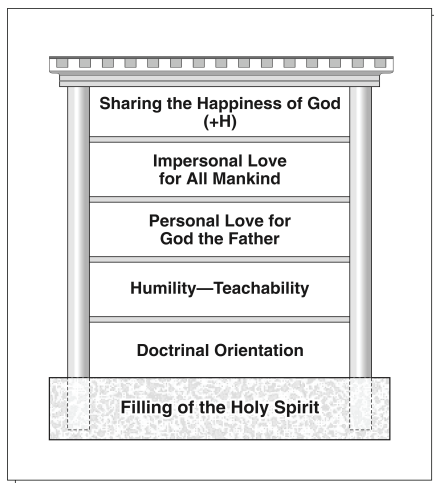 Sharing the Happiness of God
(+H)
Impersonal Love
for All Mankind
Personal Love for
God the Father
Humility—Teachability
Doctrinal Orientation
Filling of the Holy Spirit